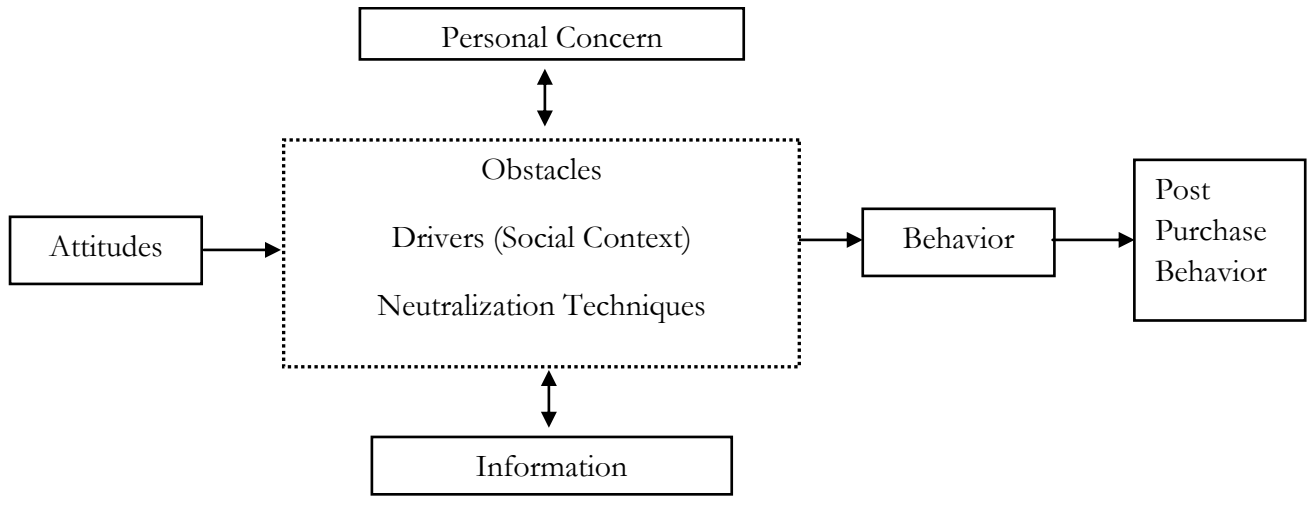 Personal Concern
Obstacles
Drivers (Social Context)
Neutralization Techniques
Attitudes
Behavior
Post
Purchase
Behavior
Information